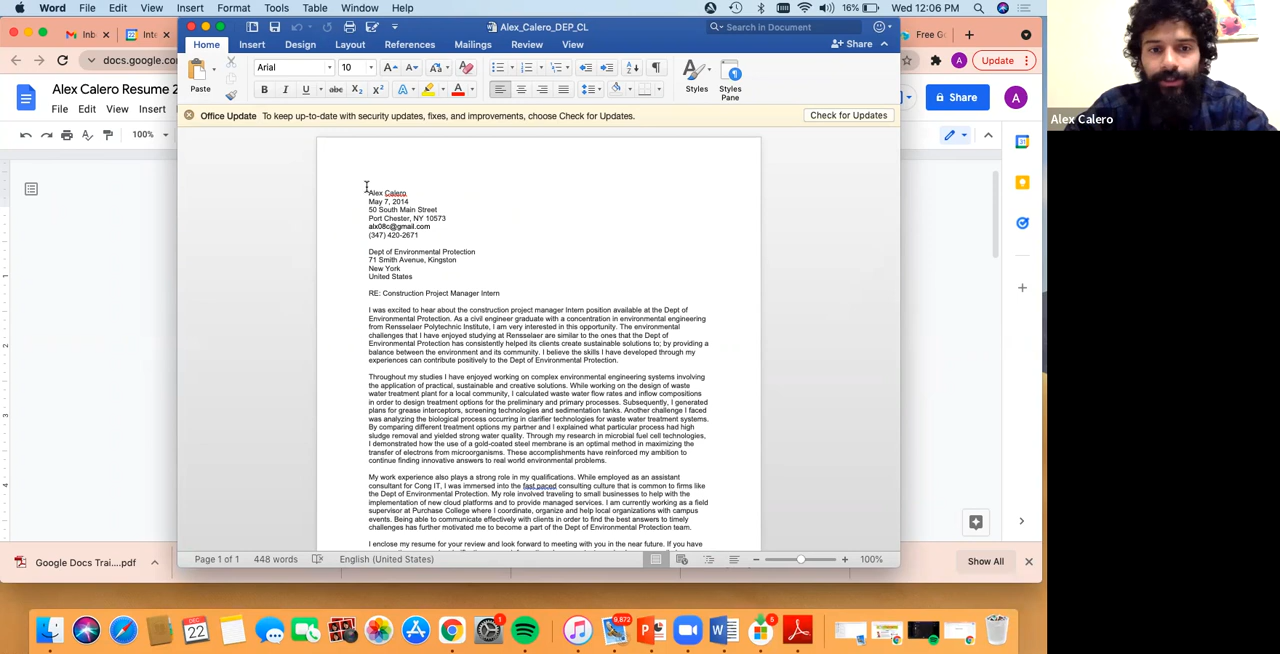 Word File Edit View Insert Format Tools Table Window Help
16% Wed 12:06 PM
Alex_Calero_DEP_CL
Search in Document
Home Insert Design Layout References Mailings Review View
Share
Paste
Arial 10
Styles
Styles Pane
Office Update To keep up-to-date with security updates, fixes, and improvements, choose Check for Updates.
Check for Updates
Inb
Inte
Free Go
docs.google.com
A Update
Alex Calero Resume 2
File Edit View Insert
Share A
100%
Alex Calero
May 7, 2014
50 South Main Street
Port Chester, NY 10573
alx08c@gmail.com
(347) 420-2671
Dept of Environmental Protection
71 Smith Avenue, Kingston
New York
United States
RE: Construction Project Manager Intern
I was excited to hear about the construction project manager Intern position available at the Dept of
Environmental Protection. As a civil engineer graduate with a concentration in environmental engineering
from Rensselaer Polytechnic Institute, I am very interested in this opportunity. The environmental
challenges that I have enjoyed studying at Rensselaer are similar to the ones that the Dept of
Environmental Protection has consistently helped its clients create sustainable solutions to; by providing a
balance between the environment and its community. I believe the skills I have developed through my
experiences can contribute positively to the Dept of Environmental Protection.
Throughout my studies I have enjoyed working on complex environmental engineering systems involving
the application of practical, sustainable and creative solutions. While working on the design of waste
water treatment plant for a local community, I calculated waste water flow rates and inflow compositions
in order to design treatment options for the preliminary and primary processes. Subsequently, I generated
plans for grease interceptors, screening technologies and sedimentation tanks. Another challenge I faced
was analyzing the biological process occurring in clarifier technologies for waste water treatment systems.
By comparing different treatment options my partner and I explained what particular process had high
sludge removal and yielded strong water quality. Through my research in microbial fuel cell technologies,
I demonstrated how the use of a gold-coated steel membrane is an optimal method in maximizing the
transfer of electrons from microorganisms. These accomplishments have reinforced my ambition to
continue finding innovative answers to real world environmental problems.
My work experience also plays a strong role in my qualifications. While employed as an assistant
consultant for Cong IT, I was immersed into the fast paced consulting culture that is common to firms like
the Dept of Environmental Protection. My role involved traveling to small businesses to help with the
implementation of new cloud platforms and to provide managed services. I am currently working as a field
supervisor at Purchase College where I coordinate, organize and help local organizations with campus
events. Being able to communicate effectively with clients in order to find the best answers to timely
challenges has further motivated me to become a part of the Dept of Environmental Protection team.
I enclose my resume for your review and look forward to meeting with you in the near future. If you have
Page 1 of 1 448 words English (United States) 100%
Google Docs Trai....pdf
Show All
DEC 22
1
9,872
6
Alex Calero